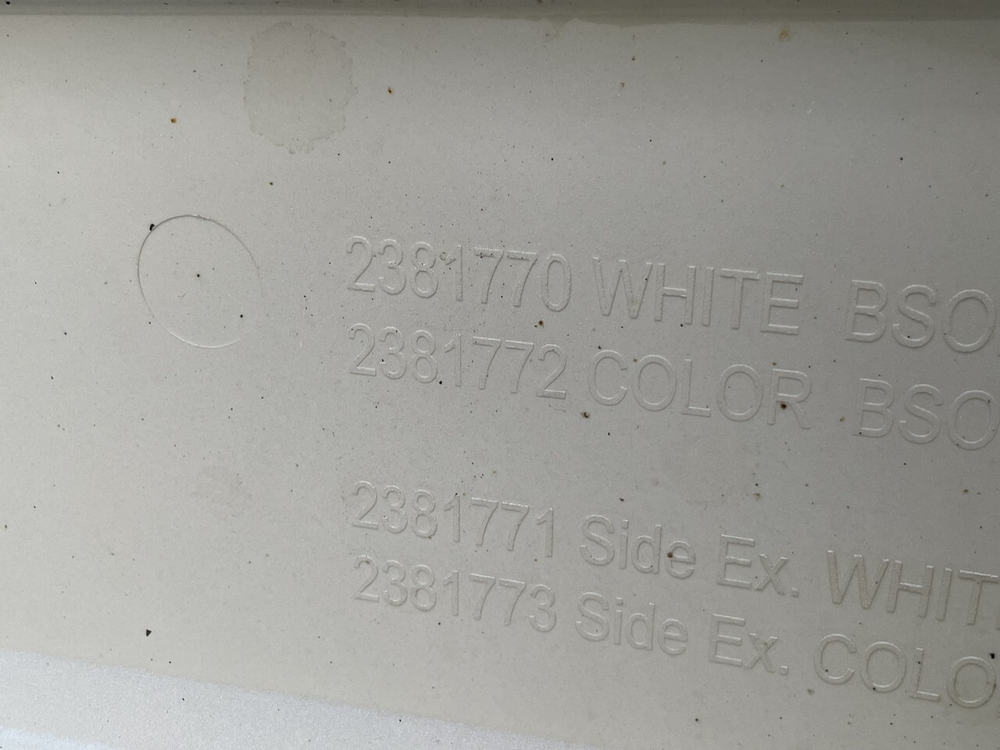 2381770 WHITE BSO
2381772 COLOR BSO
2381771 Side Ex. WHIT
2381773 Side Ex. COLO